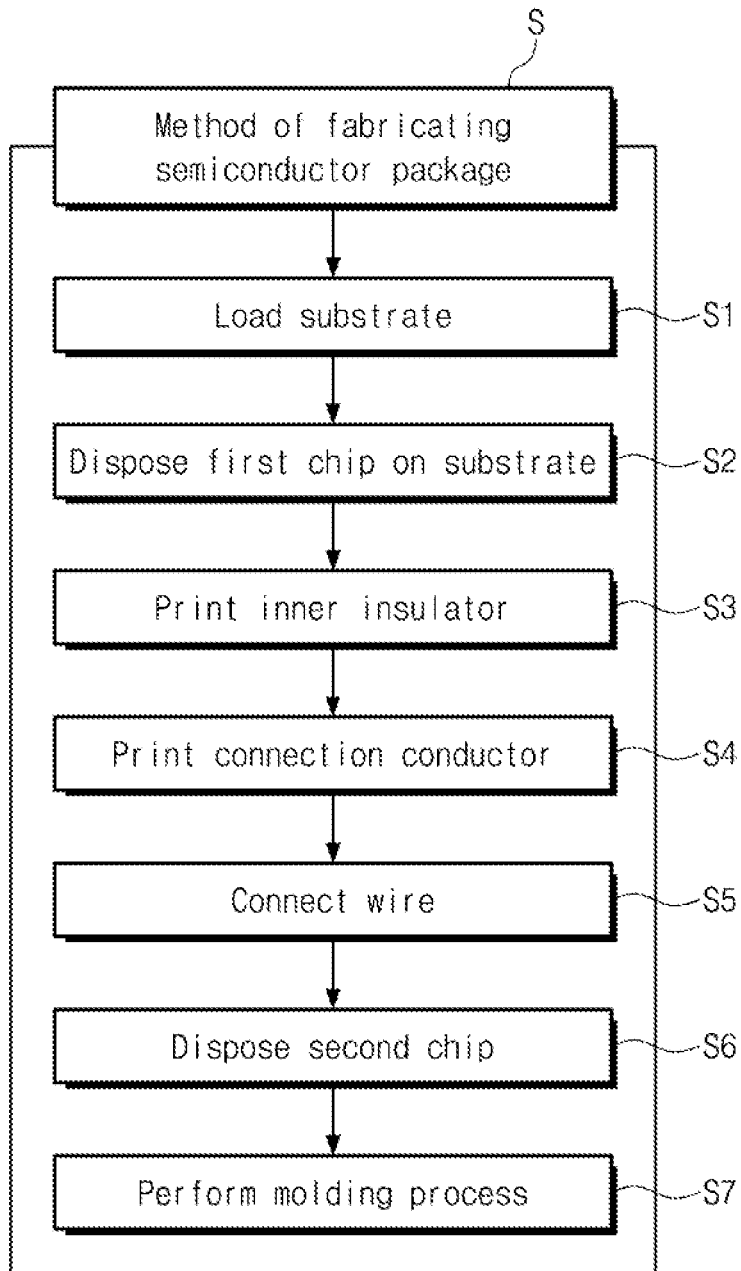 S
Method of fabricating
semiconductor package
Load substrate
S1
Dispose first chip on substrate
S2
Print inner insulator
S3
Print connection conductor
S4
Connect wire
S5
Dispose second chip
S6
Perform molding process
S7